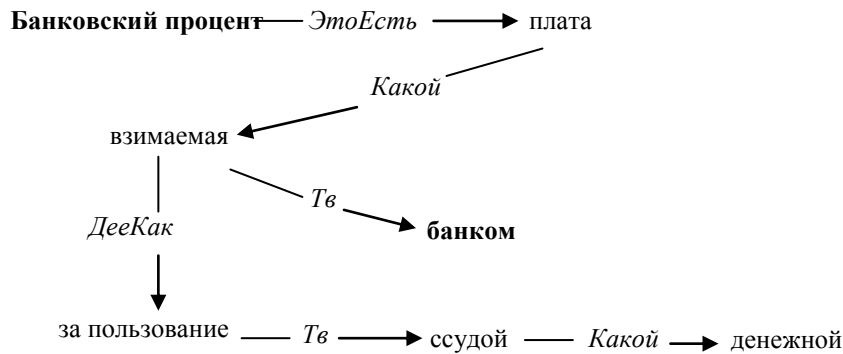 Банковский процент ЭтоЕсть плата
Какой
взимаемая
Тв
ДееКак
банком
за пользование Тв ссудой Какой денежной